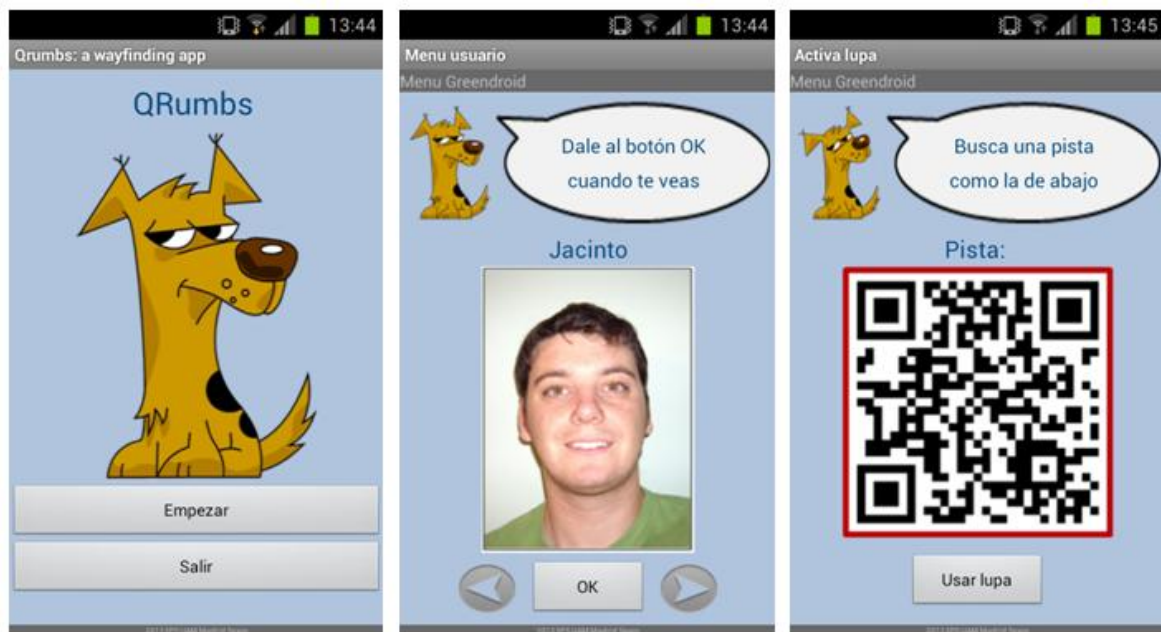 13:44
Qrumbs: a wayfinding app
QRumbs
Empezar
Salir
13:44
Menu usuario
Menu Greendroid
Dale al botón OK
cuando te veas
Jacinto
OK
13:45
Activa lupa
Menu Greendroid
Busca una pista
como la de abajo
Pista:
Usar lupa